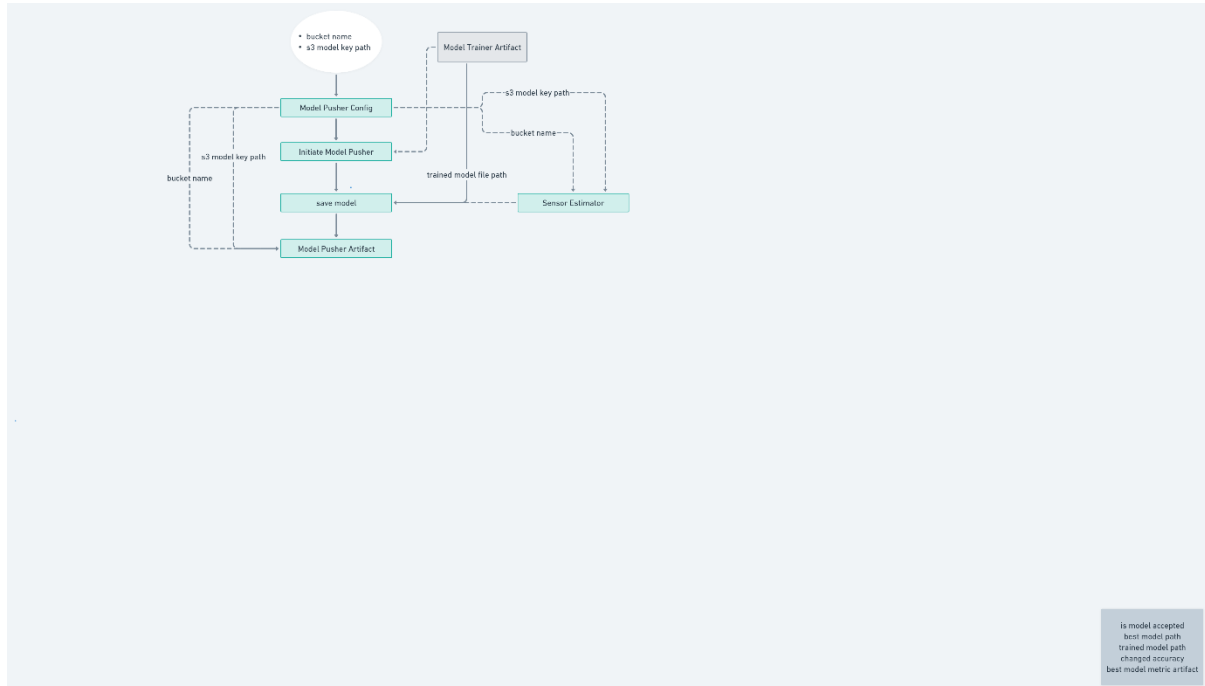 • bucket name
• s3 model key path
Model Trainer Artifact
s3 model key path
Model Pusher Config
bucket name
Initiate Model Pusher
s3 model key path
trained model file path
bucket name
save model
Sensor Estimator
Model Pusher Artifact
is model accepted
best model path
trained model path
changed accuracy
best model metric artifact